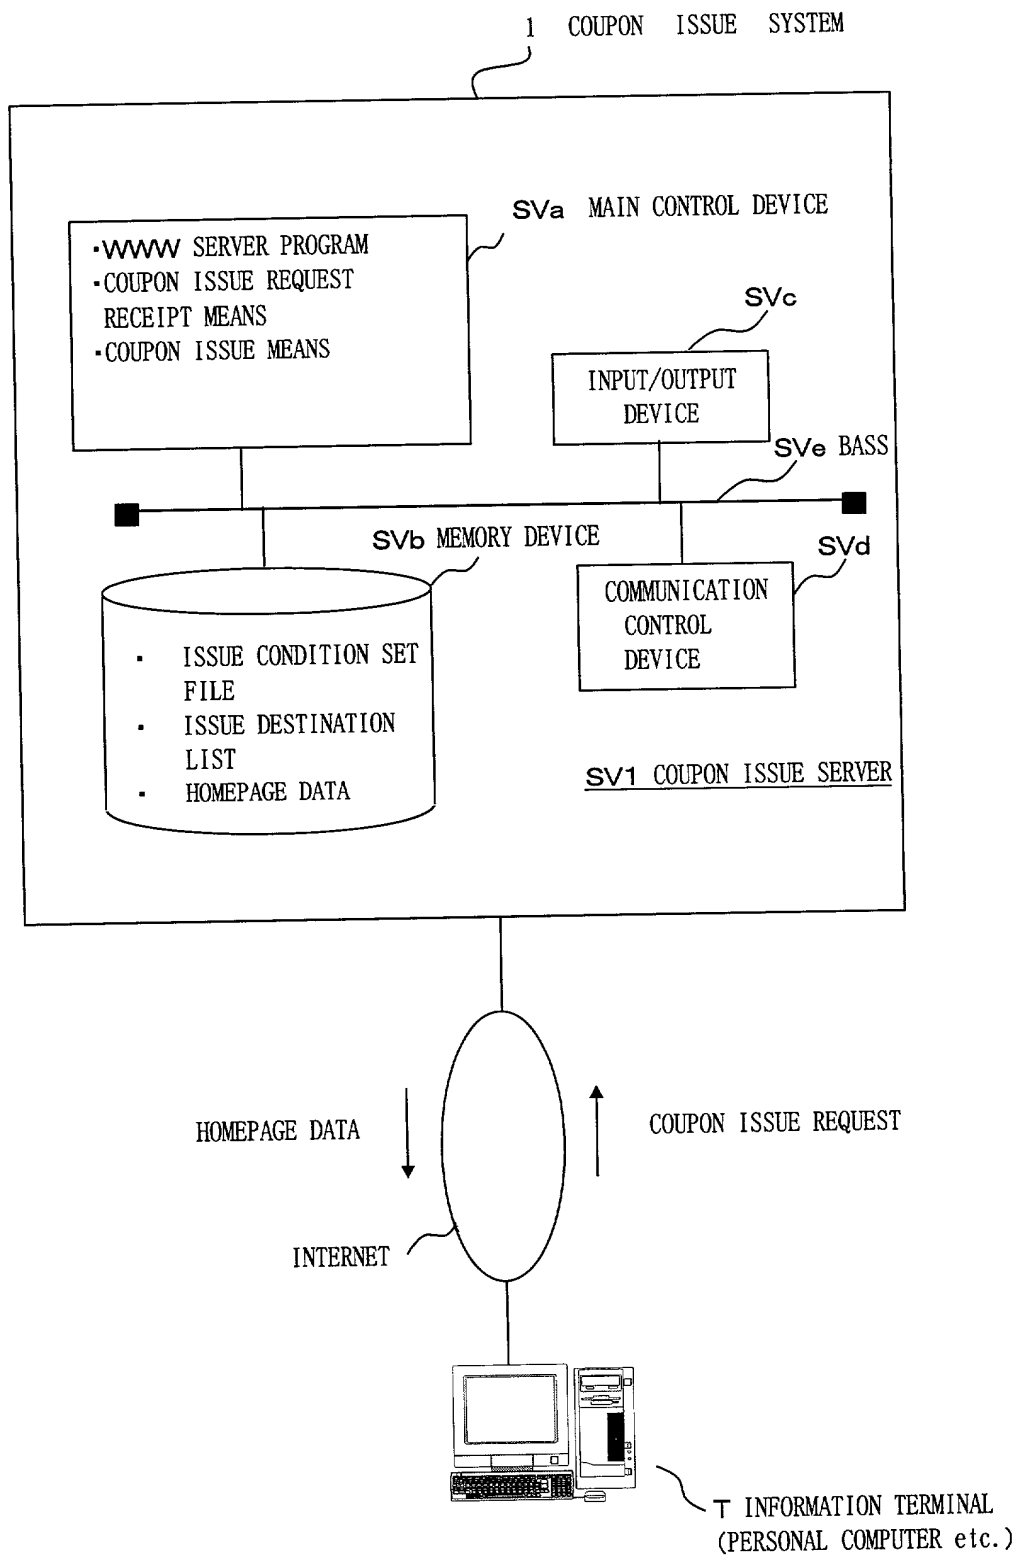 1 COUPON ISSUE SYSTEM
SVa MAIN CONTROL DEVICE
·WWW SERVER PROGRAM
·COUPON ISSUE REQUEST
RECEIPT MEANS
·COUPON ISSUE MEANS
SVc
INPUT/OUTPUT
DEVICE
SVe BASS
SVb MEMORY DEVICE
SVd
COMMUNICATION
CONTROL
DEVICE
· ISSUE CONDITION SET
FILE
· ISSUE DESTINATION
LIST
· HOMEPAGE DATA
SV1 COUPON ISSUE SERVER
HOMEPAGE DATA
COUPON ISSUE REQUEST
INTERNET
T INFORMATION TERMINAL
(PERSONAL COMPUTER etc.)